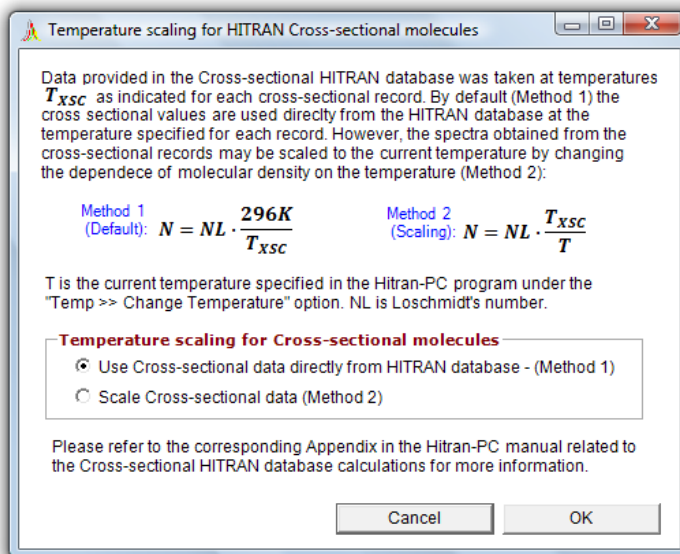 Temperature scaling for HITRAN Cross-sectional molecules
Data provided in the Cross-sectional HITRAN database was taken at temperatures
T_XSC as indicated for each cross-sectional record. By default (Method 1) the
cross sectional values are used direclty from the HITRAN database at the
temperature specified for each record. However, the spectra obtained from the
cross-sectional records may be scaled to the current temperature by changing
the dependece of molecular density on the temperature (Method 2):
Method 1
(Default): N = NL · 296K / T_XSC
Method 2
(Scaling): N = NL · T_XSC / T
T is the current temperature specified in the Hitran-PC program under the
"Temp >> Change Temperature" option. NL is Loschmidt's number.
Temperature scaling for Cross-sectional molecules
Use Cross-sectional data directly from HITRAN database - (Method 1)
Scale Cross-sectional data (Method 2)
Please refer to the corresponding Appendix in the Hitran-PC manual related to
the Cross-sectional HITRAN database calculations for more information.
Cancel
OK